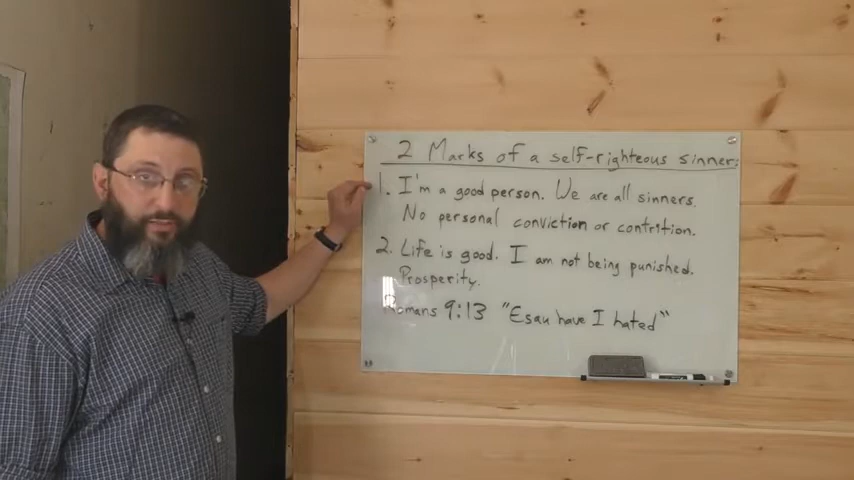 2 Marks of a self-righteous sinner:
1. I'm a good person. We are all sinners.
No personal conviction or contrition.
2. Life is good. I am not being punished.
Prosperity.
Romans 9:13 "Esau have I hated"